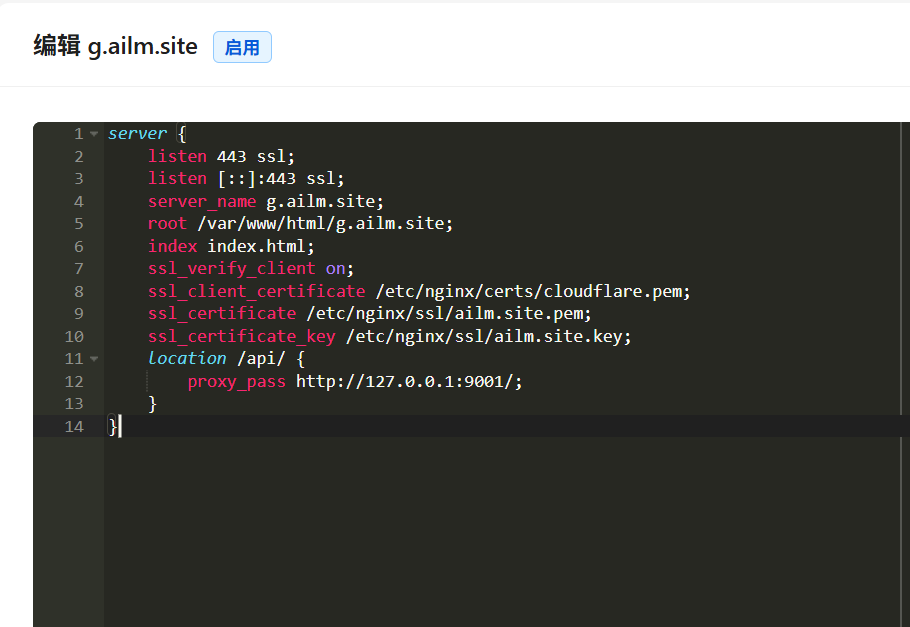 编辑 g.ailm.site 启用
1 server {
2 listen 443 ssl;
3 listen [::]:443 ssl;
4 server_name g.ailm.site;
5 root /var/www/html/g.ailm.site;
6 index index.html;
7 ssl_verify_client on;
8 ssl_client_certificate /etc/nginx/certs/cloudflare.pem;
9 ssl_certificate /etc/nginx/ssl/ailm.site.pem;
10 ssl_certificate_key /etc/nginx/ssl/ailm.site.key;
11 location /api/ {
12 proxy_pass http://127.0.0.1:9001/;
13 }
14 }